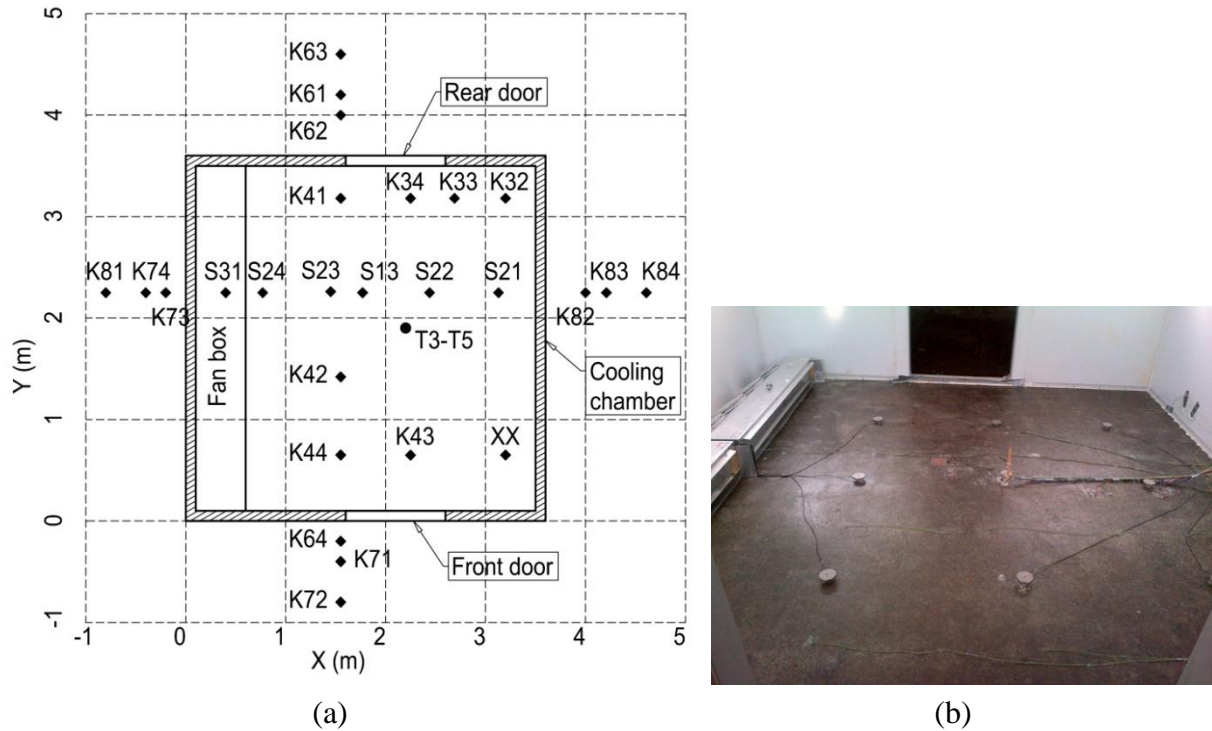 5
K63
K61
Rear door
4
K62
K34 K33 K32
K41
3
K81 K74 S31 S24 S23 S13 S22 S21 K83 K84
K73 K82
2
T3-T5
Y (m)
Fan box
Cooling
chamber
K42
1
K44 K43 XX
0
K64
K71
Front door
K72
-1
-1 0 1 2 3 4 5
X (m)
(a) (b)